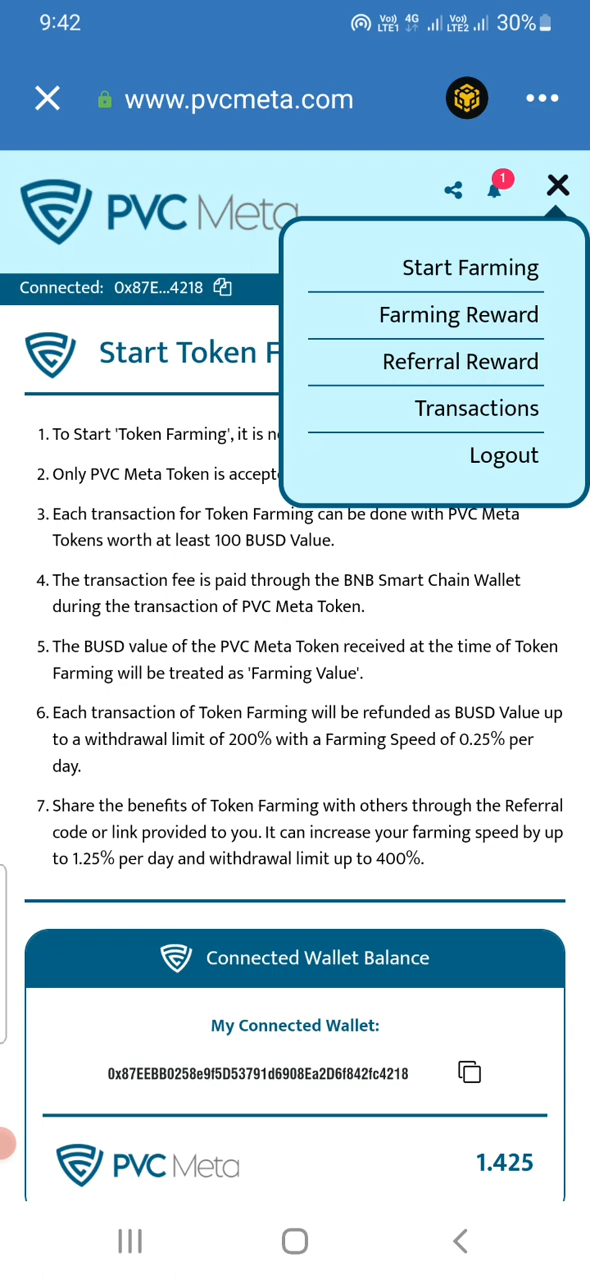 9:42
Vo)) 4G Vo))
LTE1 LTE2 30%
www.pvcmeta.com
PVC Meta
1
Connected: 0x87E...4218
Start Farming
Farming Reward
Referral Reward
Transactions
Logout
Start Token F
1. To Start 'Token Farming', it is n
2. Only PVC Meta Token is accept
3. Each transaction for Token Farming can be done with PVC Meta
Tokens worth at least 100 BUSD Value.
4. The transaction fee is paid through the BNB Smart Chain Wallet
during the transaction of PVC Meta Token.
5. The BUSD value of the PVC Meta Token received at the time of Token
Farming will be treated as 'Farming Value'.
6. Each transaction of Token Farming will be refunded as BUSD Value up
to a withdrawal limit of 200% with a Farming Speed of 0.25% per
day.
7. Share the benefits of Token Farming with others through the Referral
code or link provided to you. It can increase your farming speed by up
to 1.25% per day and withdrawal limit up to 400%.
Connected Wallet Balance
My Connected Wallet:
0x87EEBB0258e9f5D53791d6908Ea2D6f842fc4218
PVC Meta 1.425